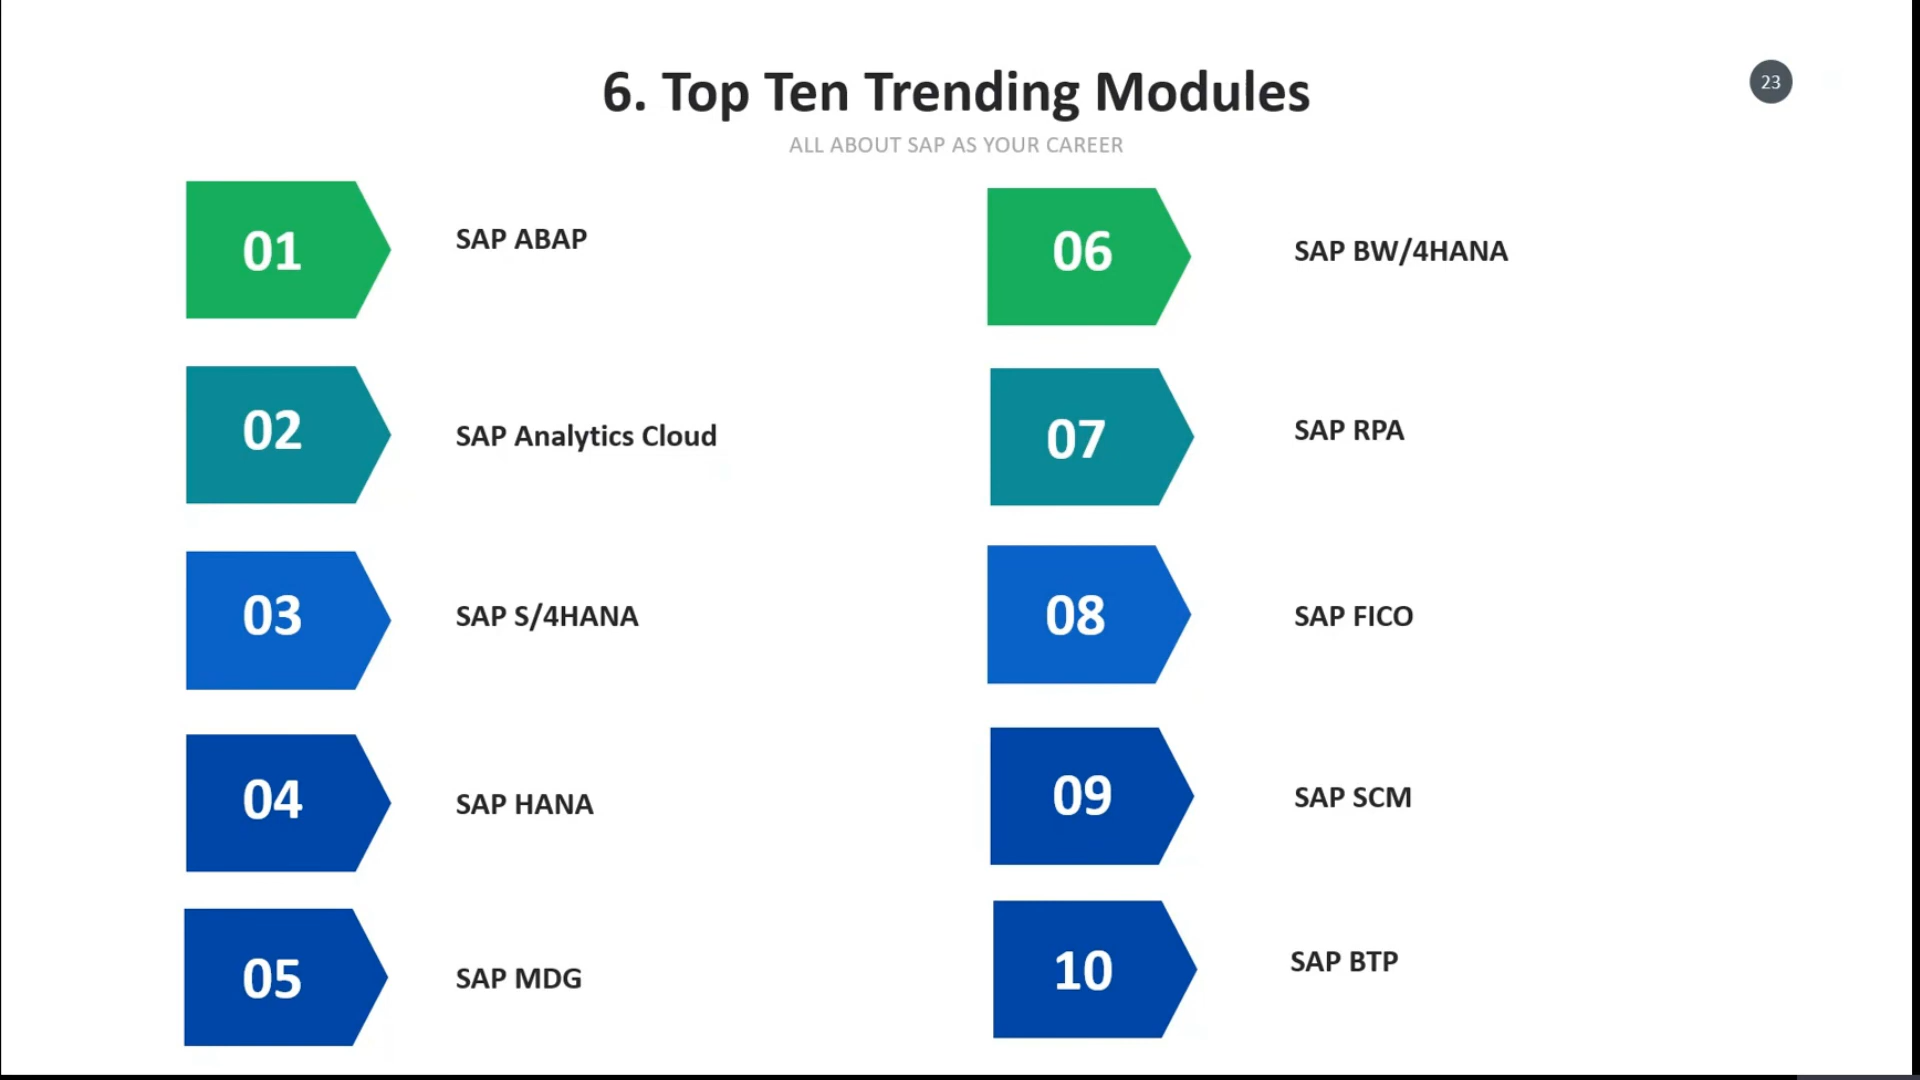 6. Top Ten Trending Modules
23
ALL ABOUT SAP AS YOUR CAREER
01
SAP ABAP
02
SAP Analytics Cloud
03
SAP S/4HANA
04
SAP HANA
05
SAP MDG
06
SAP BW/4HANA
07
SAP RPA
08
SAP FICO
09
SAP SCM
10
SAP BTP